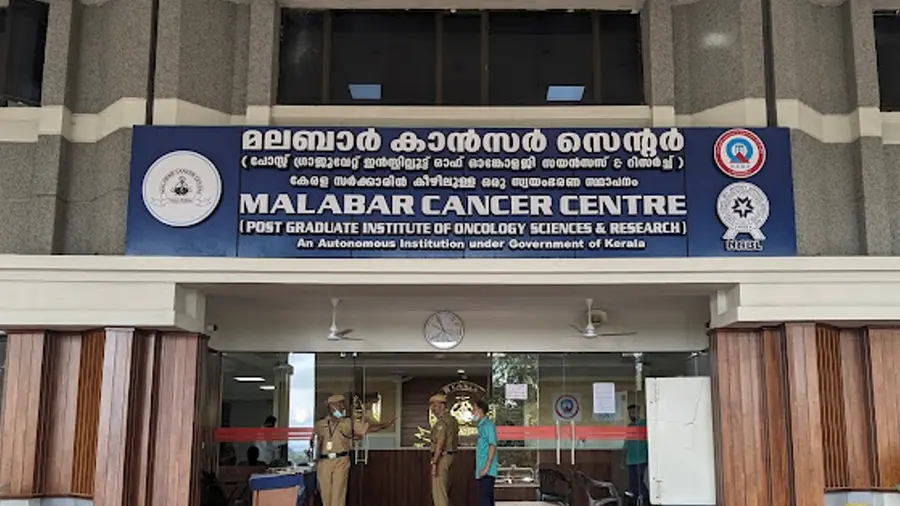 മലബാർ കാൻസർ സെന്റർ
( പോസ്റ്റ് ഗ്രാജുവേറ്റ് ഇൻസ്റ്റിറ്റ്യൂട്ട് ഓഫ് ഓങ്കോളജി സയൻസസ് & റിസർച്ച് )
കേരള സർക്കാരിൻ കീഴിലുള്ള ഒരു സ്വയംഭരണ സ്ഥാപനം
MALABAR CANCER CENTRE
(POST GRADUATE INSTITUTE OF ONCOLOGY SCIENCES & RESEARCH)
An Autonomous Institution under Government of Kerala
NABL